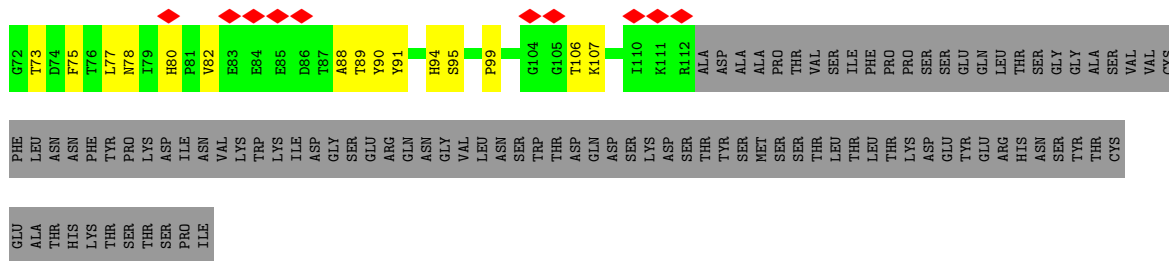 G72 T73 D74 F75 T76 L77 N78 I79 H80 P81 V82 E83 E84 E85 D86 T87 A88 T89 Y90 Y91 H94 S95 P99 G104 G105 T106 K107 I110 K111 R112 ALA ASP ALA ALA PRO THR VAL SER ILE PHE PRO PRO SER SER GLU GLN LEU THR SER GLY GLY ALA SER VAL VAL CYS
PHE LEU ASN ASN PHE TYR PRO LYS ASP ILE ASN VAL LYS TRP LYS ILE ASP GLY SER GLU ARG GLN ASN GLY VAL LEU ASN SER TRP THR ASP GLN ASP SER LYS ASP SER THR TYR SER MET SER SER THR LEU THR LEU THR LYS ASP GLU TYR GLU ARG HIS ASN SER TYR THR CYS
GLU ALA THR HIS LYS THR SER THR SER PRO ILE